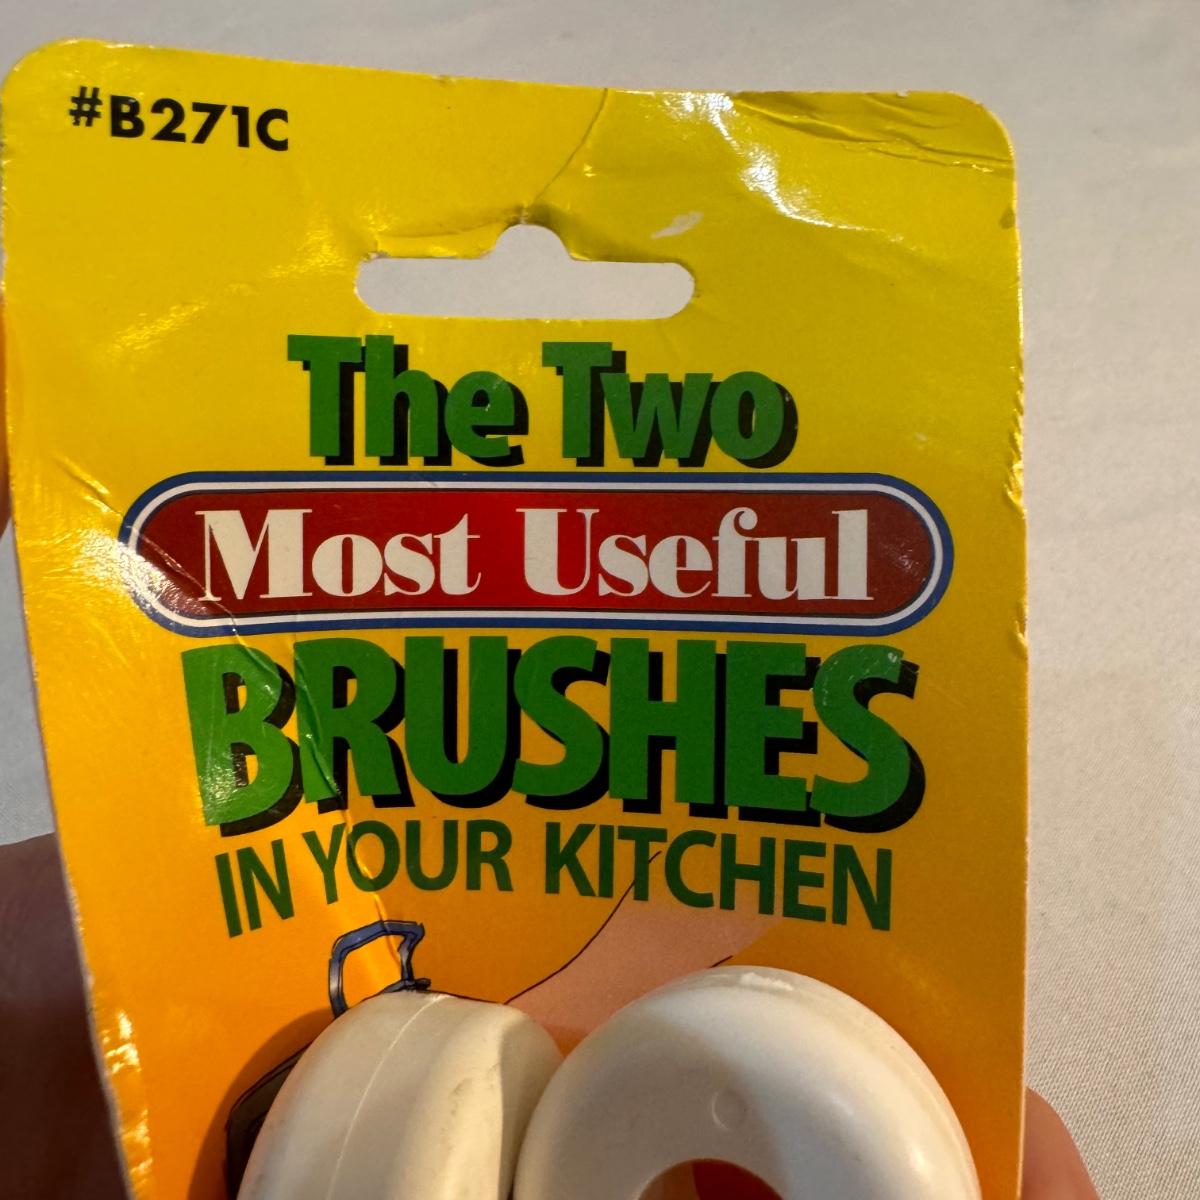 #B271C
The Two
Most Useful
BRUSHES
IN YOUR KITCHEN